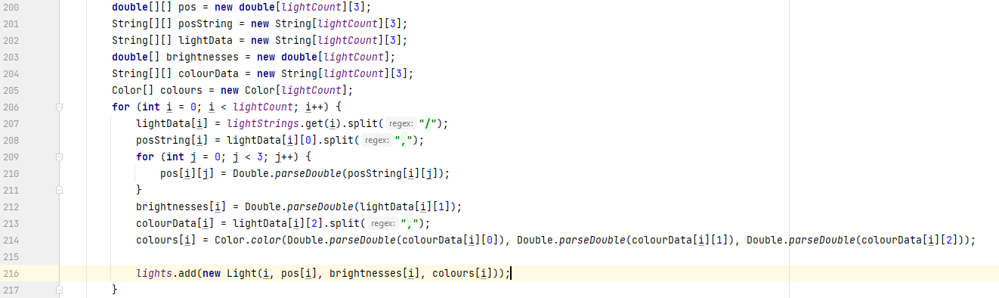 200 double[][] pos = new double[lightCount][3];
201 String[][] posString = new String[lightCount][3];
202 String[][] lightData = new String[lightCount][3];
203 double[] brightnesses = new double[lightCount];
204 String[][] colourData = new String[lightCount][3];
205 Color[] colours = new Color[lightCount];
206 for (int i = 0; i < lightCount; i++) {
207 lightData[i] = lightStrings.get(i).split( regex: "/");
208 posString[i] = lightData[i][0].split( regex: ",");
209 for (int j = 0; j < 3; j++) {
210 pos[i][j] = Double.parseDouble(posString[i][j]);
211 }
212 brightnesses[i] = Double.parseDouble(lightData[i][1]);
213 colourData[i] = lightData[i][2].split( regex: ",");
214 colours[i] = Color.color(Double.parseDouble(colourData[i][0]), Double.parseDouble(colourData[i][1]), Double.parseDouble(colourData[i][2]));
215
216 lights.add(new Light(i, pos[i], brightnesses[i], colours[i]));
217 }